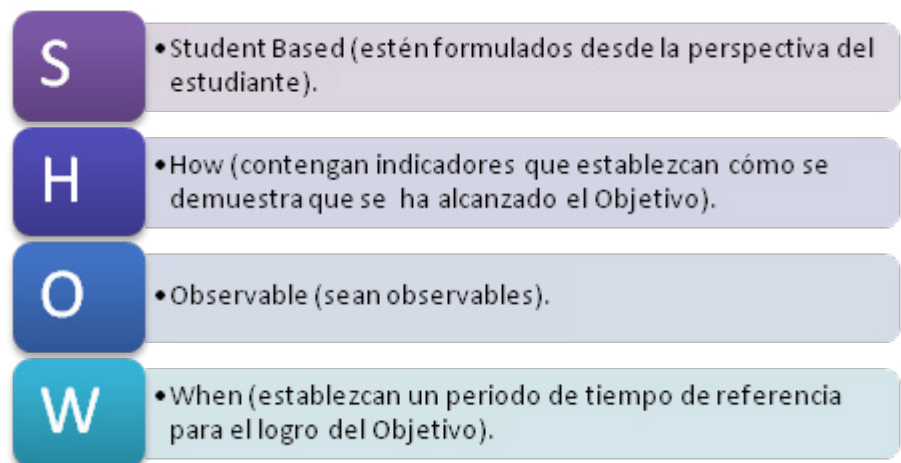 S
•Student Based (estén formulados desde la perspectiva del
estudiante).
H
•How (contengan indicadores que establezcan cómo se
demuestra que se ha alcanzado el Objetivo).
O
•Observable (sean observables).
W
•When (establezcan un periodo de tiempo de referencia
para el logro del Objetivo).